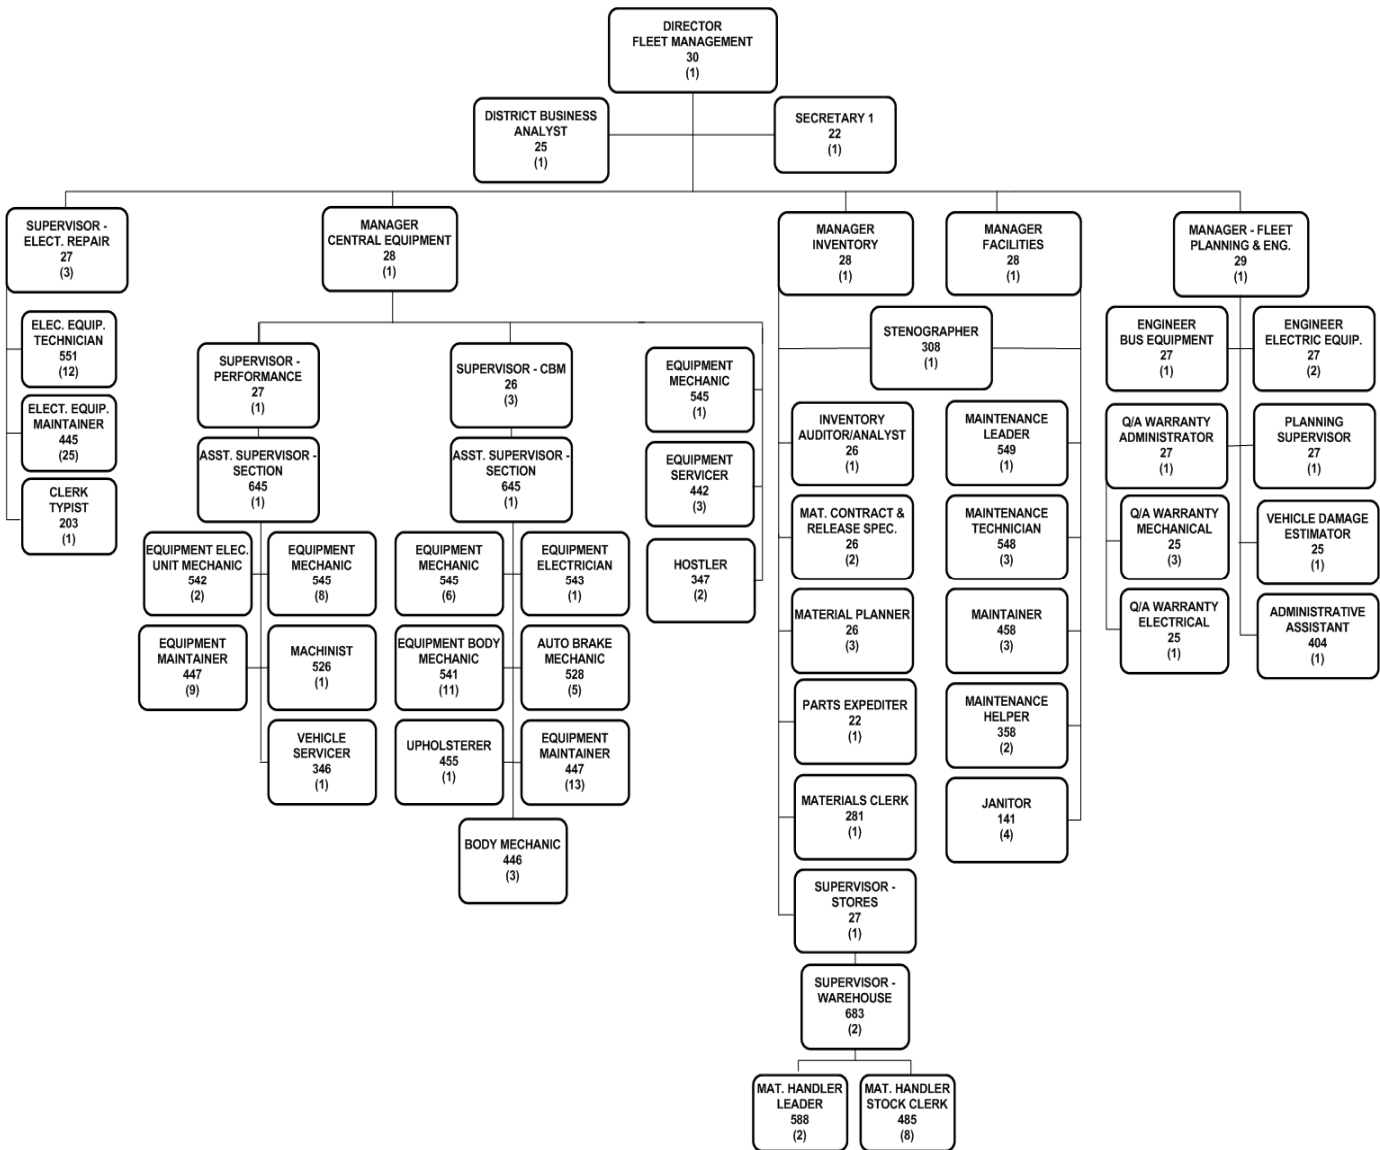 DIRECTOR
FLEET MANAGEMENT
30
(1)
DISTRICT BUSINESS
ANALYST
25
(1)
SECRETARY 1
22
(1)
SUPERVISOR -
ELECT. REPAIR
27
(3)
ELEC. EQUIP.
TECHNICIAN
551
(12)
ELECT. EQUIP.
MAINTAINER
445
(25)
CLERK
TYPIST
203
(1)
MANAGER
CENTRAL EQUIPMENT
28
(1)
SUPERVISOR -
PERFORMANCE
27
(1)
ASST. SUPERVISOR -
SECTION
645
(1)
EQUIPMENT ELEC.
UNIT MECHANIC
542
(2)
EQUIPMENT
MECHANIC
545
(8)
EQUIPMENT
MAINTAINER
447
(9)
MACHINIST
526
(1)
VEHICLE
SERVICER
346
(1)
SUPERVISOR - CBM
26
(3)
ASST. SUPERVISOR -
SECTION
645
(1)
EQUIPMENT
MECHANIC
545
(6)
EQUIPMENT
ELECTRICIAN
543
(1)
EQUIPMENT BODY
MECHANIC
541
(11)
AUTO BRAKE
MECHANIC
528
(5)
UPHOLSTERER
455
(1)
EQUIPMENT
MAINTAINER
447
(13)
BODY MECHANIC
446
(3)
EQUIPMENT
MECHANIC
545
(1)
EQUIPMENT
SERVICER
442
(3)
HOSTLER
347
(2)
MANAGER
INVENTORY
28
(1)
MANAGER
FACILITIES
28
(1)
STENOGRAPHER
308
(1)
INVENTORY
AUDITOR/ANALYST
26
(1)
MAT. CONTRACT &
RELEASE SPEC.
26
(2)
MATERIAL PLANNER
26
(3)
PARTS EXPEDITER
22
(1)
MATERIALS CLERK
281
(1)
SUPERVISOR -
STORES
27
(1)
SUPERVISOR -
WAREHOUSE
683
(2)
MAT. HANDLER
LEADER
588
(2)
MAT. HANDLER
STOCK CLERK
485
(8)
MAINTENANCE
LEADER
549
(1)
MAINTENANCE
TECHNICIAN
548
(3)
MAINTAINER
458
(3)
MAINTENANCE
HELPER
358
(2)
JANITOR
141
(4)
MANAGER - FLEET
PLANNING & ENG.
29
(1)
ENGINEER
BUS EQUIPMENT
27
(1)
ENGINEER
ELECTRIC EQUIP.
27
(2)
Q/A WARRANTY
ADMINISTRATOR
27
(1)
PLANNING
SUPERVISOR
27
(1)
Q/A WARRANTY
MECHANICAL
25
(3)
VEHICLE DAMAGE
ESTIMATOR
25
(1)
Q/A WARRANTY
ELECTRICAL
25
(1)
ADMINISTRATIVE
ASSISTANT
404
(1)